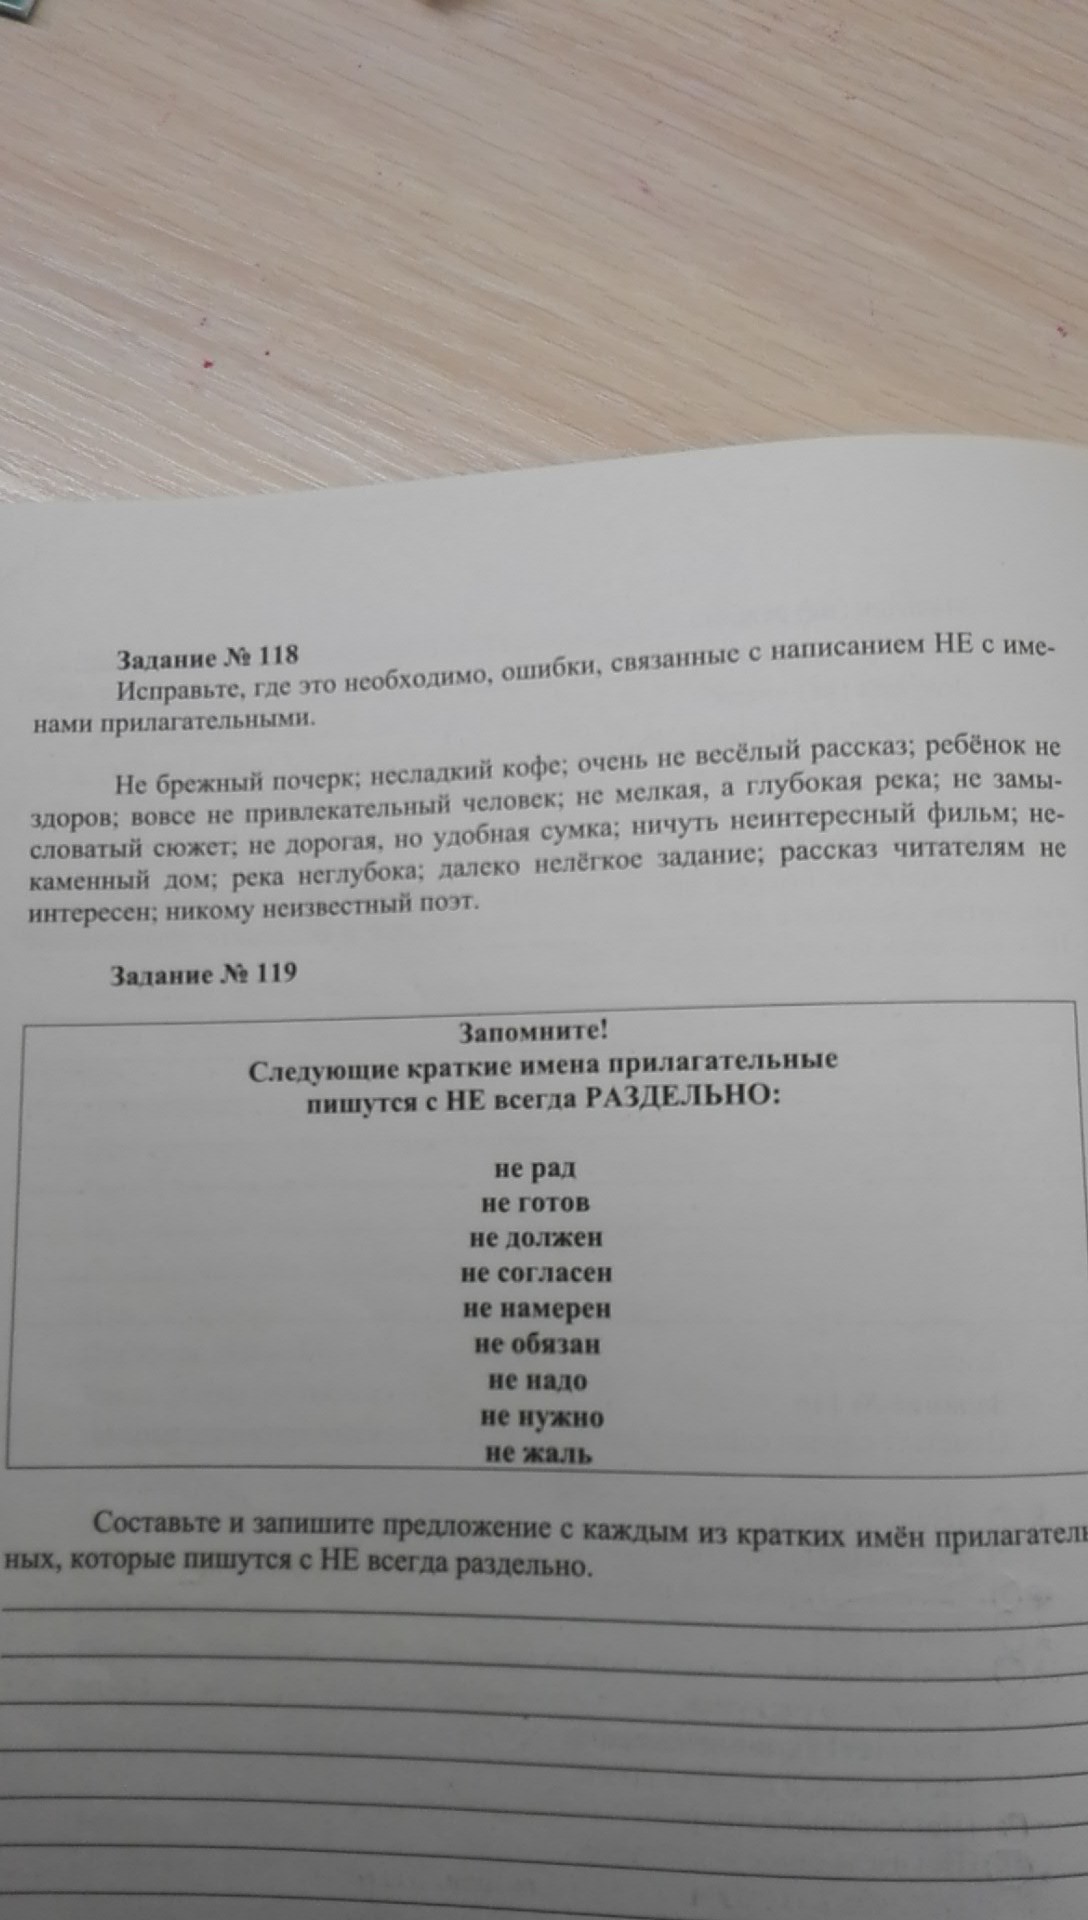 Задание № 118
Исправьте, где это необходимо, ошибки, связанные с написанием НЕ с име-
нами прилагательными.
Не брежный почерк; несладкий кофе; очень не весёлый рассказ; ребёнок не
здоров; вовсе не привлекательный человек; не мелкая, а глубокая река; не замы-
словатый сюжет; не дорогая, но удобная сумка; ничуть неинтересный фильм; не-
каменный дом; река неглубока; далеко нелёгкое задание; рассказ читателям не
интересен; никому неизвестный поэт.
Задание № 119
Запомните!
Следующие краткие имена прилагательные
пишутся с НЕ всегда РАЗДЕЛЬНО:
не рад
не готов
не должен
не согласен
не намерен
не обязан
не надо
не нужно
не жаль
Составьте и запишите предложение с каждым из кратких имён прилагатель
ных, которые пишутся с НЕ всегда раздельно.